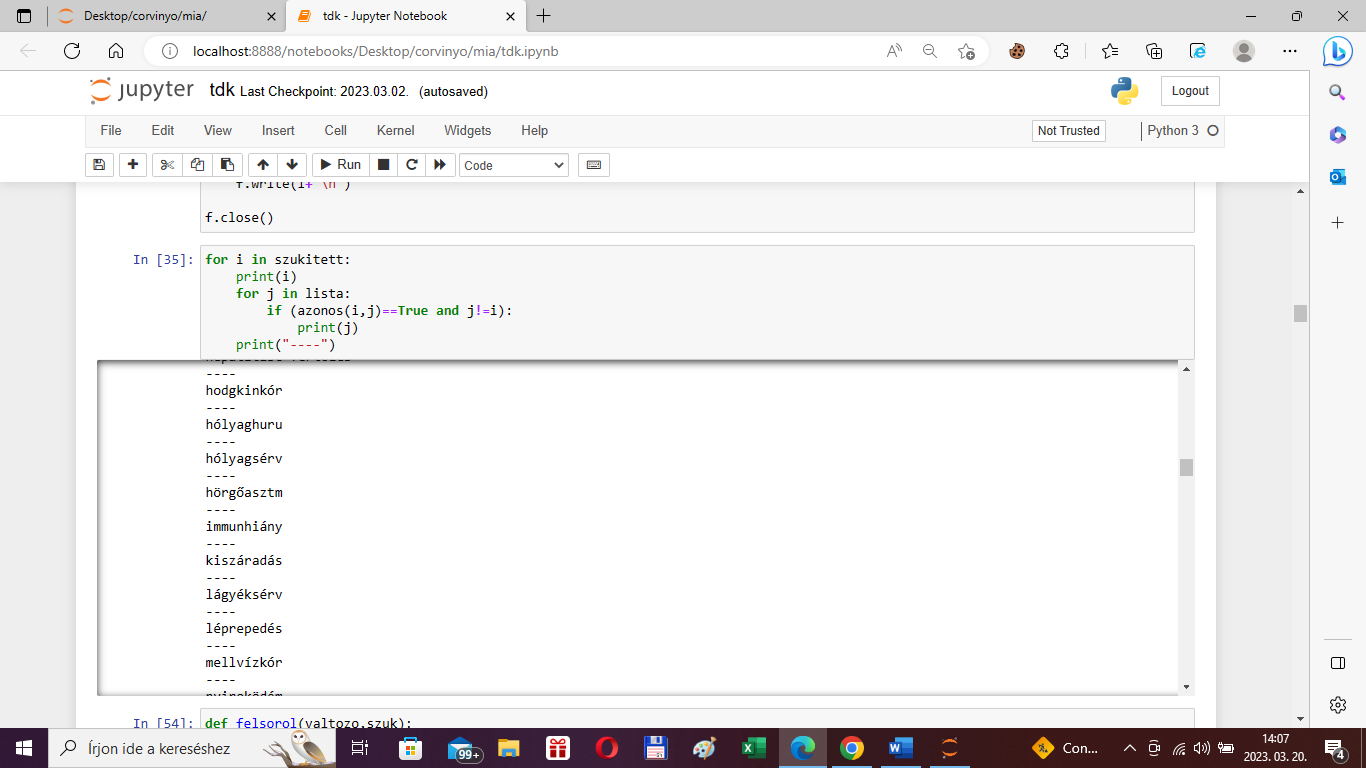 Desktop/corvinyo/mia/
tdk - Jupyter Notebook
localhost:8888/notebooks/Desktop/corvinyo/mia/tdk.ipynb
jupyter tdk Last Checkpoint: 2023.03.02. (autosaved)
Logout
File Edit View Insert Cell Kernel Widgets Help
Not Trusted
Python 3
Run
Code
f.write(i+"\n")
f.close()
In [35]:
for i in szukitett:
    print(i)
    for j in lista:
        if (azonos(i,j)==True and j!=i):
            print(j)
    print("----")
----
hodgkinkór
----
hólyaghuru
----
hólyagsérv
----
hörgőasztm
----
immunhiány
----
kiszáradás
----
lágyéksérv
----
léprepedés
----
mellvízkór
----
In [54]:
def felsorol(valtozo,szuk):
Írjon ide a kereséshez
99+
Con...
14:07
2023. 03. 20.
4